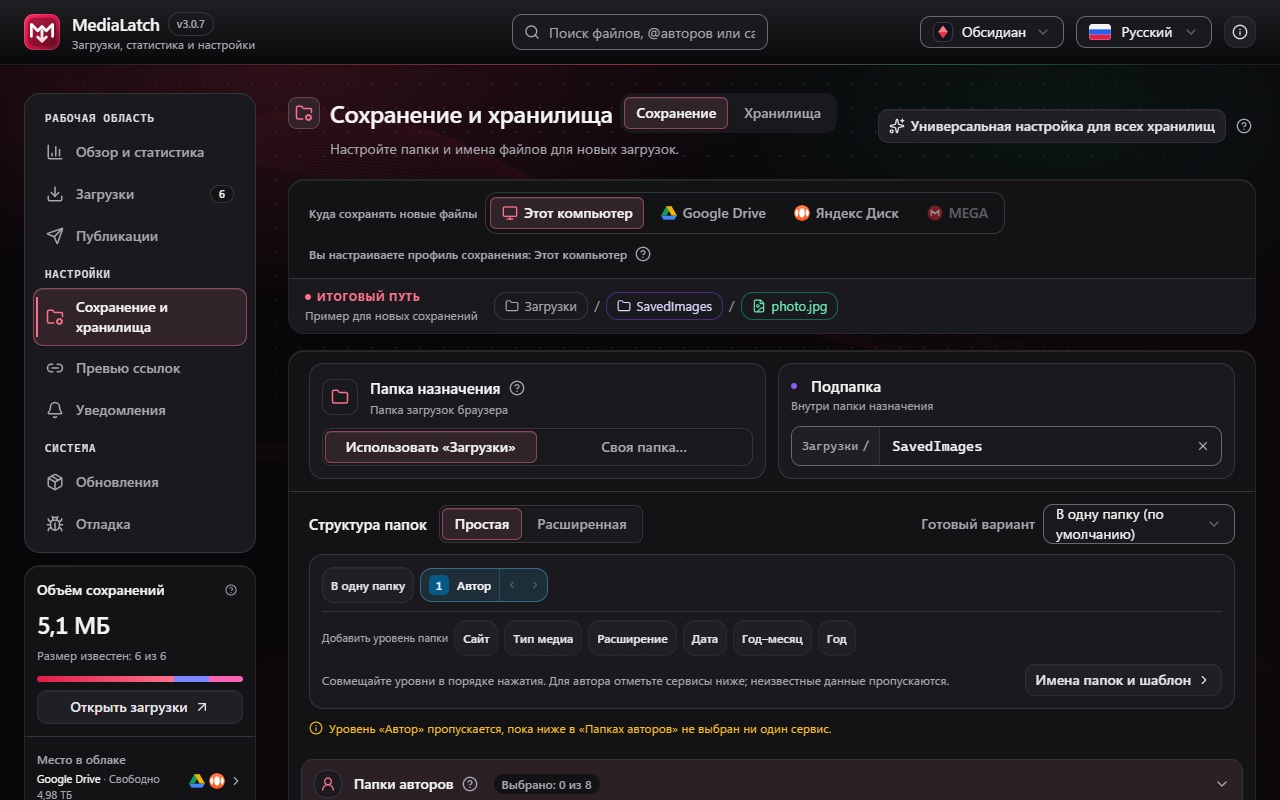 MediaLatch v3.0.7
Загрузки, статистика и настройки
Поиск файлов, @авторов или са
Обсидиан
Русский
РАБОЧАЯ ОБЛАСТЬ
Обзор и статистика
Загрузки 6
Публикации
НАСТРОЙКИ
Сохранение и
хранилища
Превью ссылок
Уведомления
СИСТЕМА
Обновления
Отладка
Объём сохранений
5,1 МБ
Размер известен: 6 из 6
Открыть загрузки
Место в облаке
Google Drive · Свободно
4,98 ТБ
Сохранение и хранилища
Сохранение Хранилища
Настройте папки и имена файлов для новых загрузок.
Универсальная настройка для всех хранилищ
Куда сохранять новые файлы
Этот компьютер Google Drive Яндекс Диск MEGA
Вы настраиваете профиль сохранения: Этот компьютер
ИТОГОВЫЙ ПУТЬ
Пример для новых сохранений
Загрузки / SavedImages / photo.jpg
Папка назначения
Папка загрузок браузера
Использовать «Загрузки» Своя папка...
Подпапка
Внутри папки назначения
Загрузки / SavedImages
Структура папок Простая Расширенная
Готовый вариант
В одну папку (по
умолчанию)
В одну папку 1 Автор
Добавить уровень папки Сайт Тип медиа Расширение Дата Год–месяц Год
Совмещайте уровни в порядке нажатия. Для автора отметьте сервисы ниже; неизвестные данные пропускаются.
Имена папок и шаблон
Уровень «Автор» пропускается, пока ниже в «Папках авторов» не выбран ни один сервис.
Папки авторов Выбрано: 0 из 8